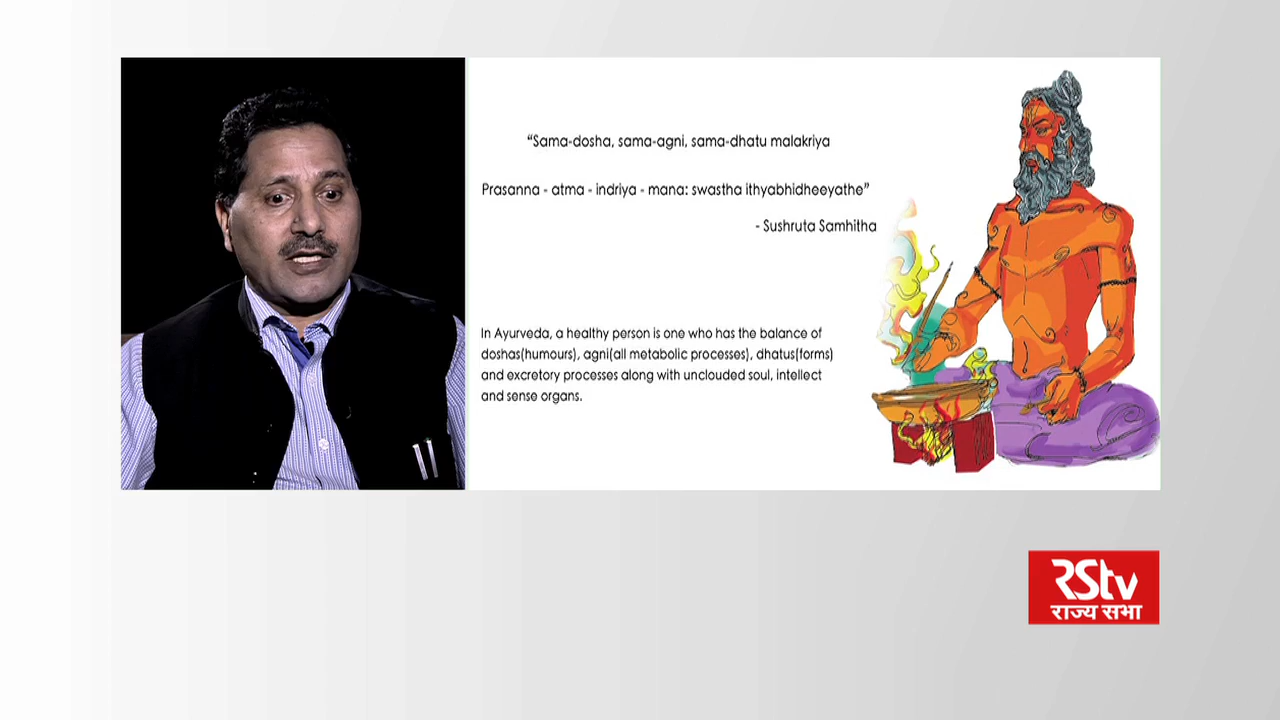 “Sama-dosha, sama-agni, sama-dhatu malakriya
Prasanna - atma - indriya - mana: swastha ithyabhidheeyathe”
- Sushruta Samhitha
In Ayurveda, a healthy person is one who has the balance of
doshas(humours), agni(all metabolic processes), dhatus(forms)
and excretory processes along with unclouded soul, intellect
and sense organs.
RStv
राज्य सभा